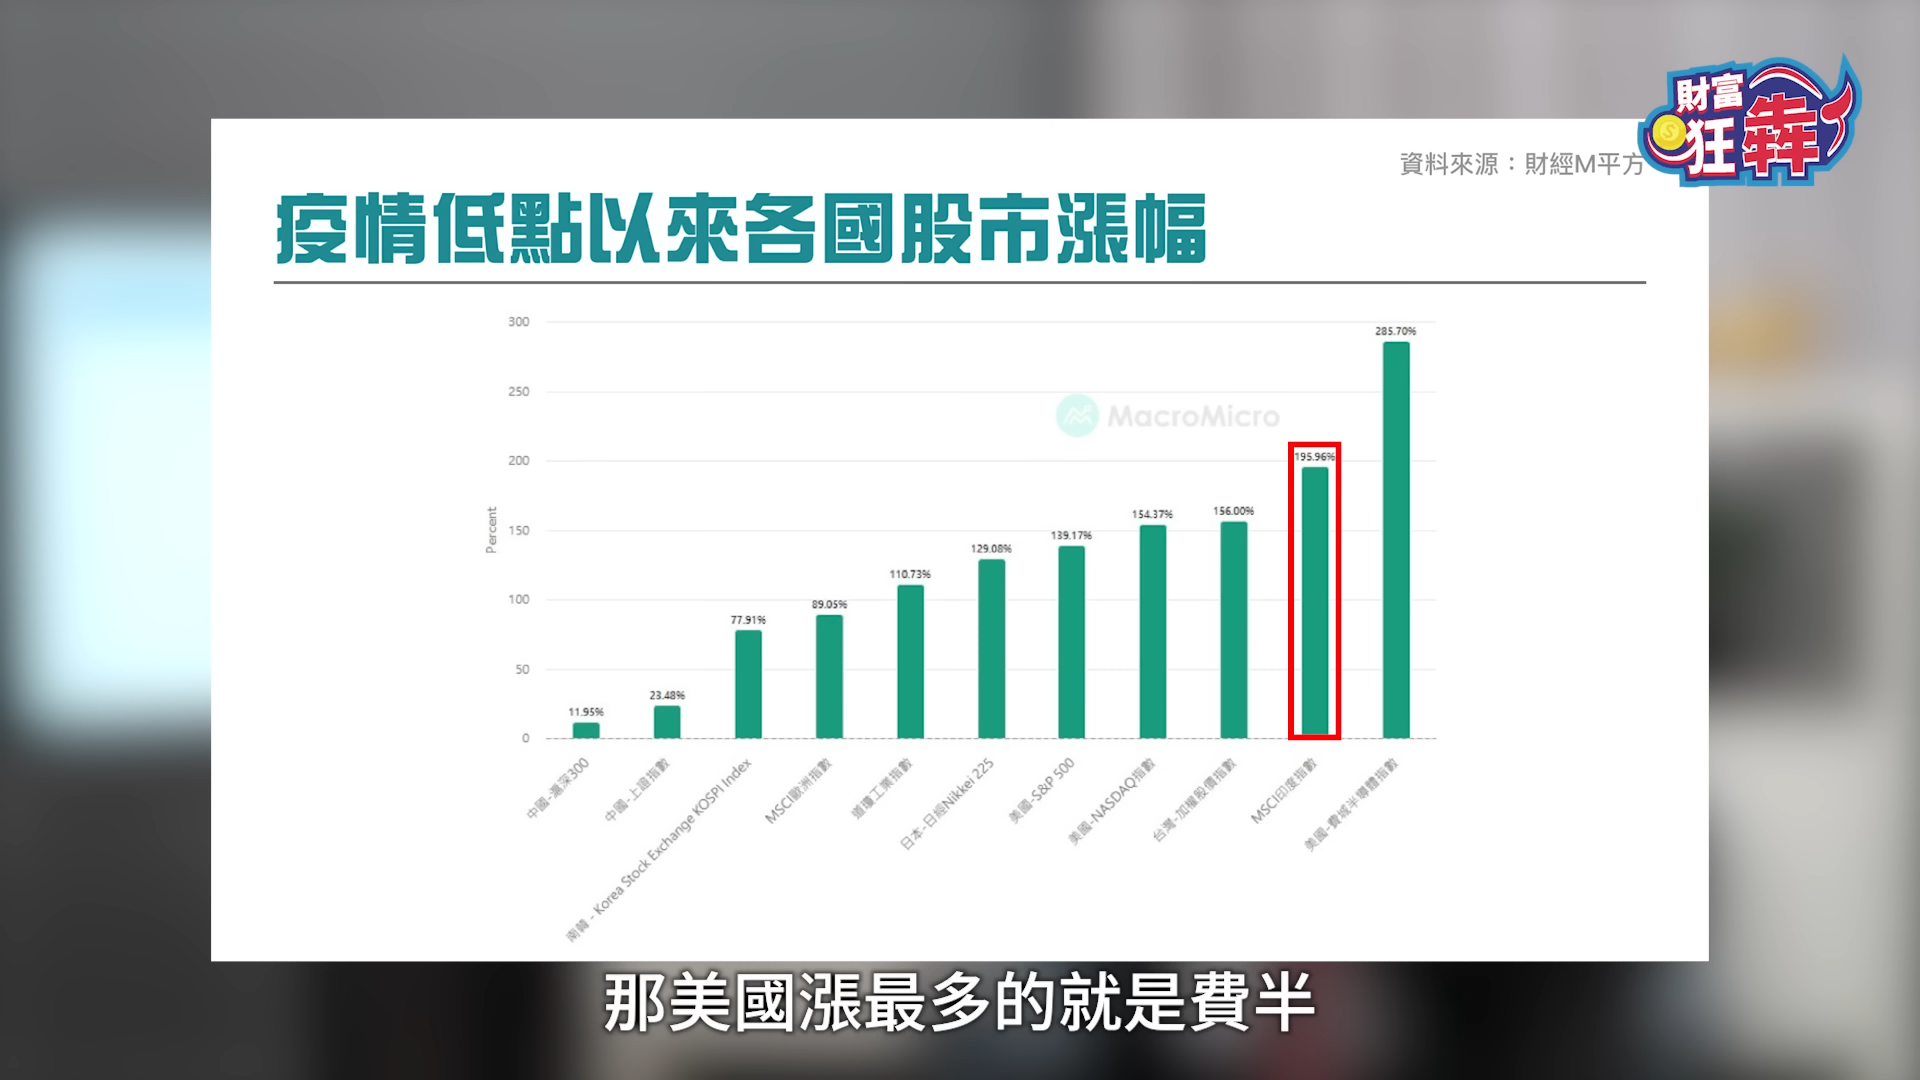 財富
狂犇
資料來源：財經M平方
疫情低點以來各國股市漲幅
300
250
200
150
100
50
0
Percent
MacroMicro
11.95%
23.48%
77.91%
89.05%
110.73%
129.08%
139.17%
154.37%
156.00%
195.96%
285.70%
中國-滬深300
中國-上證指數
南韓 - Korea Stock Exchange KOSPI Index
MSCI歐洲指數
道瓊工業指數
日本-日經Nikkei 225
美國-S&P 500
美國-NASDAQ指數
台灣-加權股價指數
MSCI印度指數
美國-費城半導體指數
那美國漲最多的就是費半